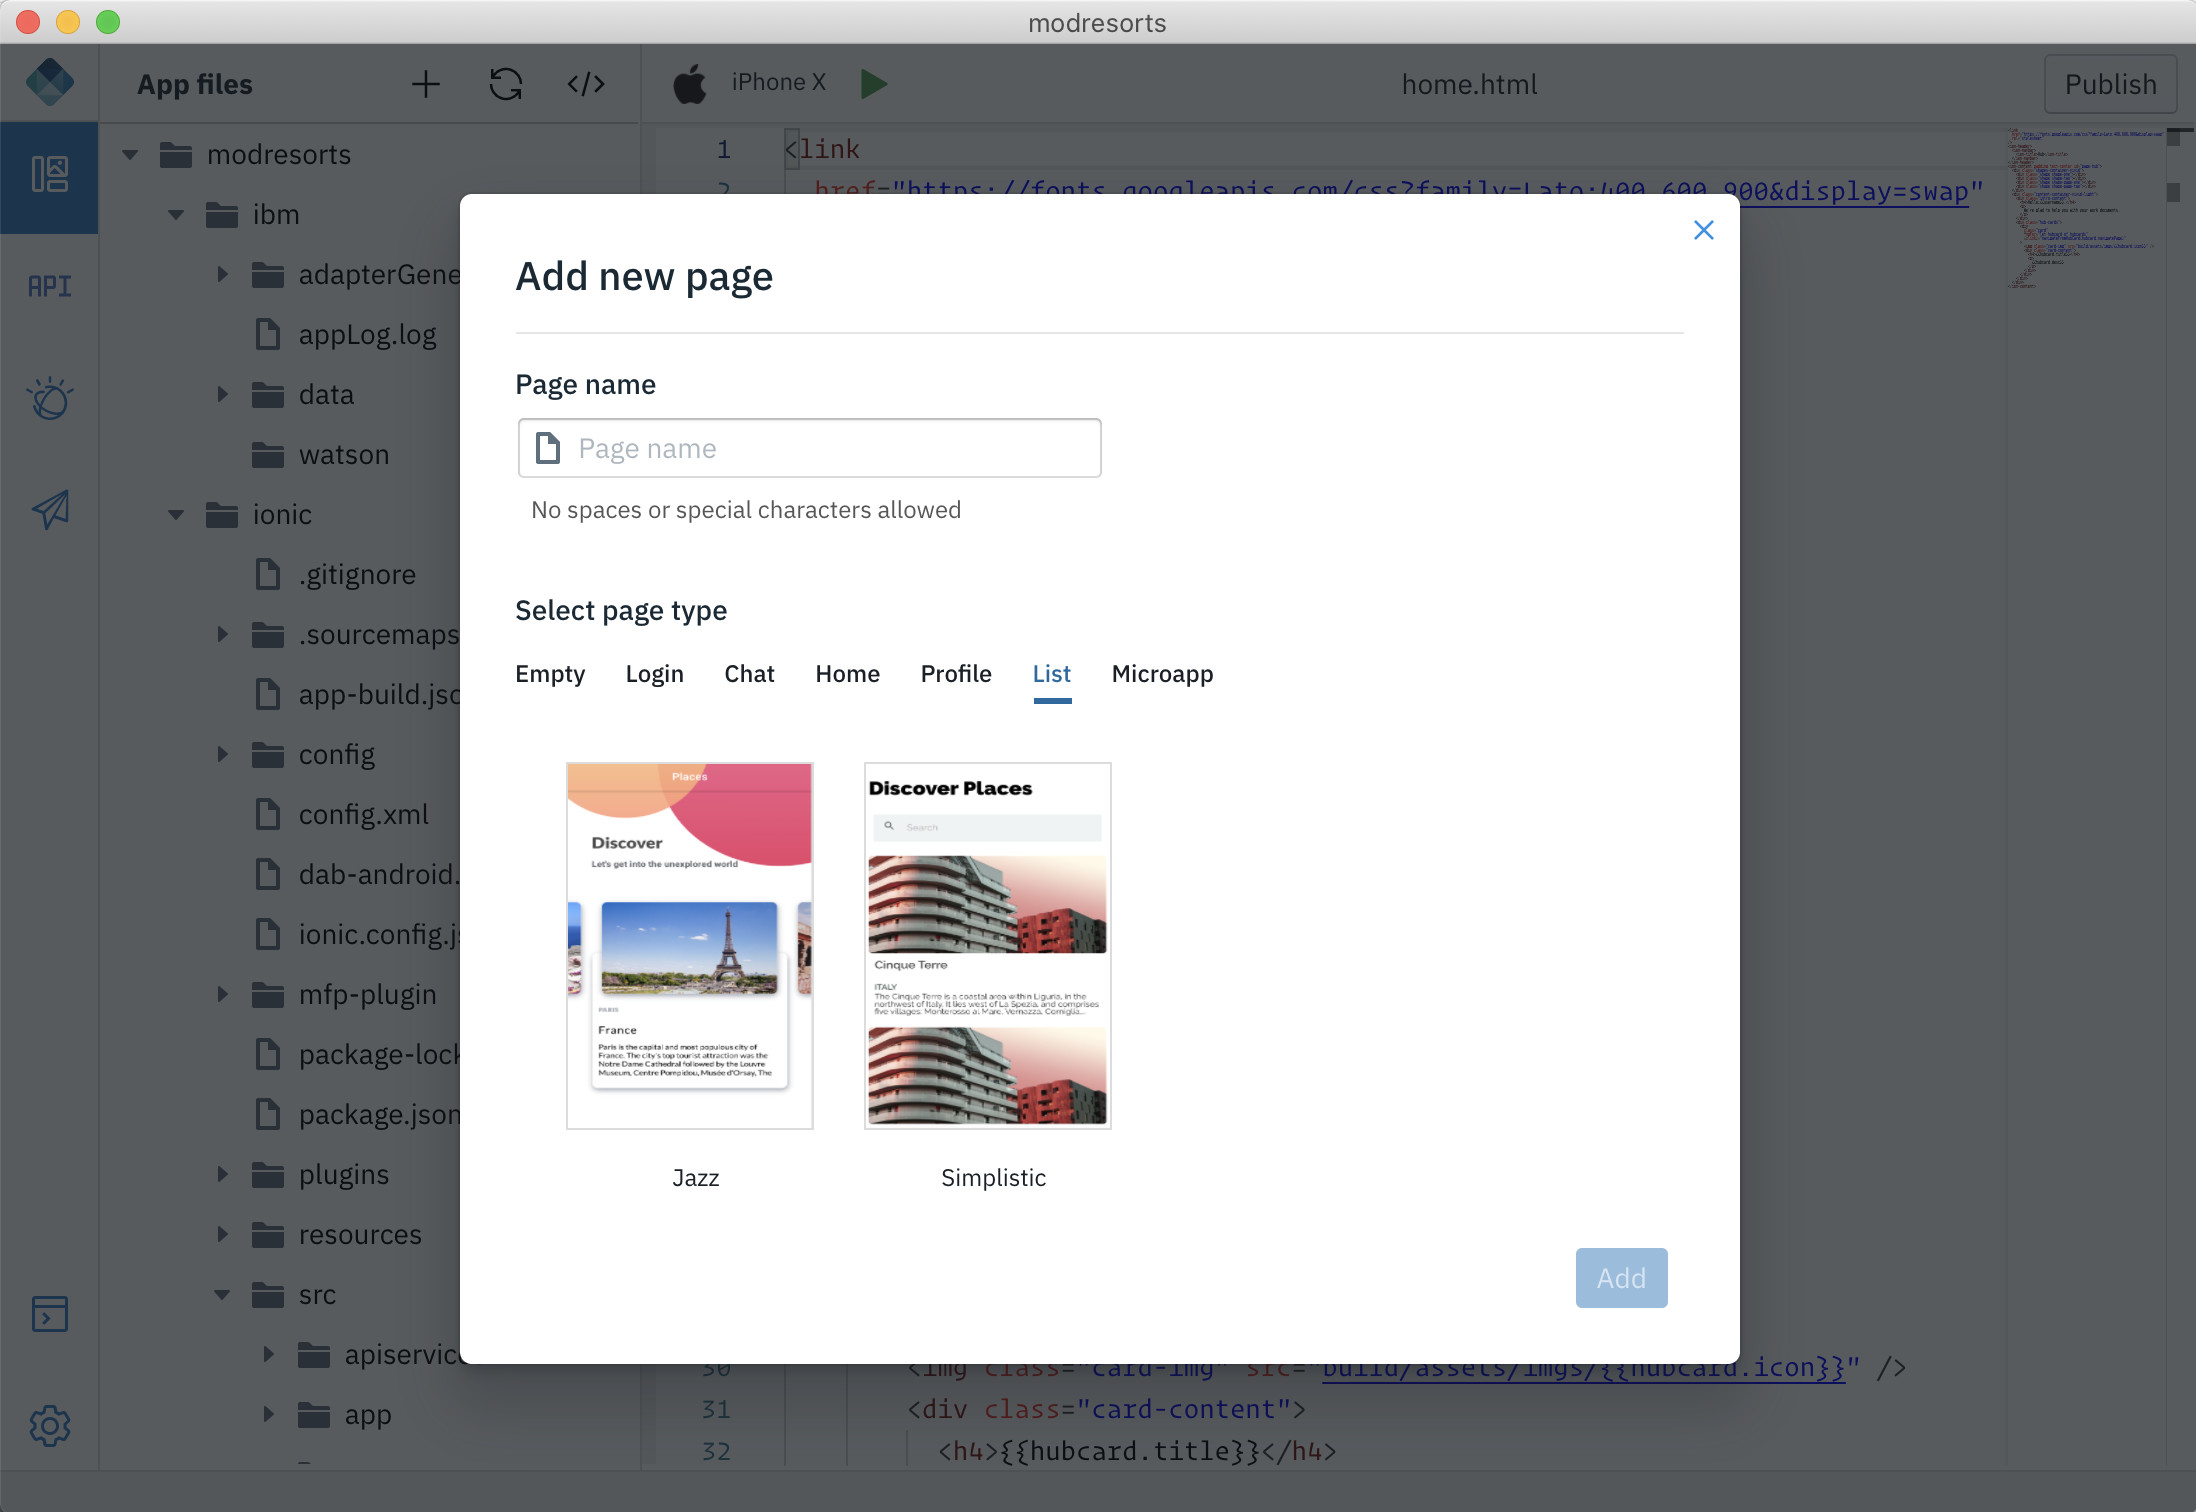 modresorts
App files
iPhone X
home.html
Publish
API
modresorts
ibm
adapterGene
appLog.log
data
watson
ionic
.gitignore
.sourcemaps
app-build.jso
config
config.xml
dab-android.
ionic.config.js
mfp-plugin
package-lock
package.json
plugins
resources
src
apiservic
app
1 <link
2 href="https://fonts.googleapis.com/css?family=Lato:400,600,900&display=swap"
Add new page
Page name
Page name
No spaces or special characters allowed
Select page type
Empty Login Chat Home Profile List Microapp
Places
Discover
Let's get into the unexplored world
PARIS
France
Paris is the capital and most populous city of
France. The city's top tourist attraction was the
Notre Dame Cathedral followed by the Louvre
Museum, Centre Pompidou, Musée d'Orsay, The
Jazz
Discover Places
Search
Cinque Terre
ITALY
The Cinque Terre is a coastal area within Liguria, in the
northwest of Italy. It lies west of La Spezia, and comprises
five villages: Monterosso al Mare, Vernazza, Corniglia...
Simplistic
Add
30 <img class="card-img" src="build/assets/imgs/{{hubcard.icon}}" />
31 <div class="card-content">
32 <h4>{{hubcard.title}}</h4>